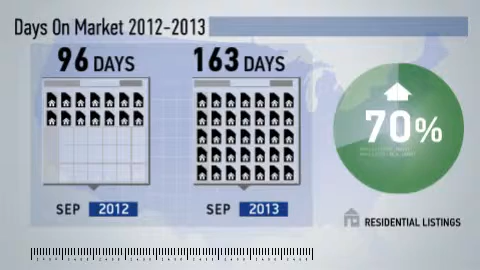 Days On Market 2012-2013
96 DAYS
163 DAYS
70%
SEP 2012
SEP 2013
RESIDENTIAL LISTINGS